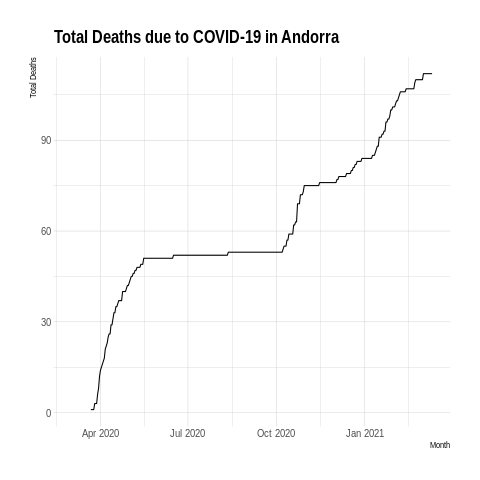 Total Deaths due to COVID-19 in Andorra
Total Deaths
90
60
30
0
Apr 2020 Jul 2020 Oct 2020 Jan 2021
Month